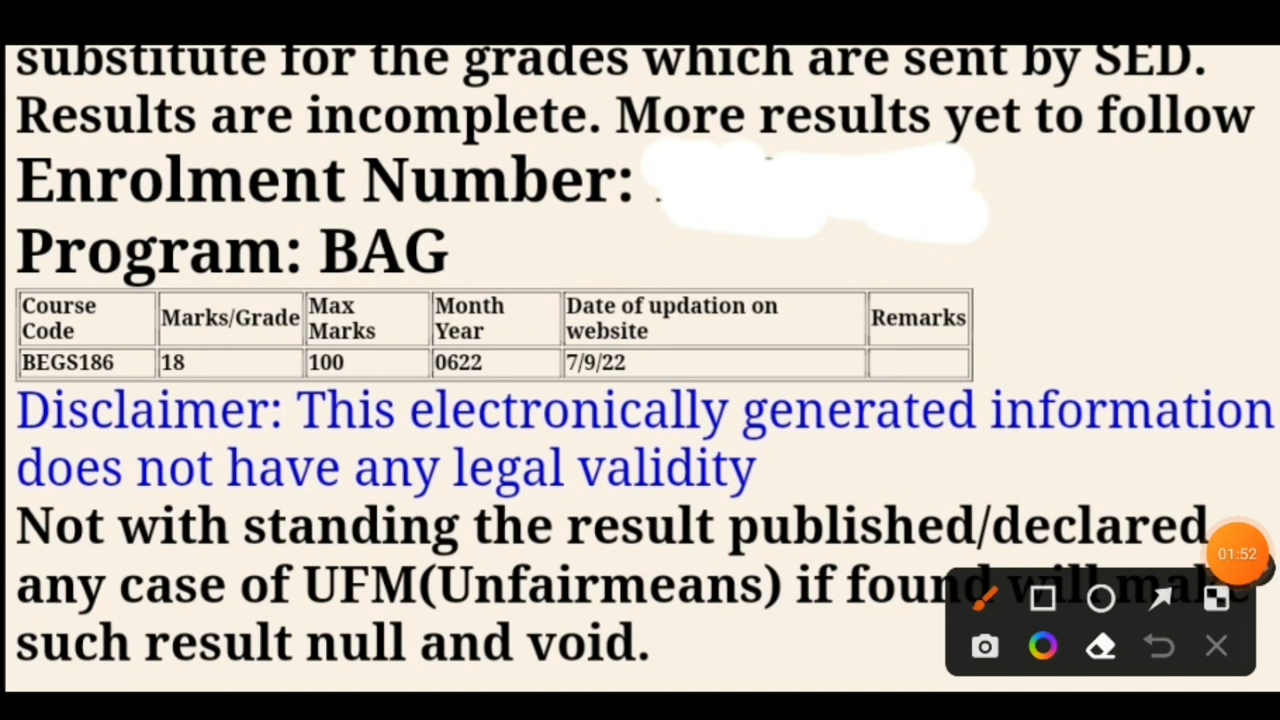 substitute for the grades which are sent by SED.
Results are incomplete. More results yet to follow
Enrolment Number:
Program: BAG
Course Code Marks/Grade Max Marks Month Year Date of updation on website Remarks
BEGS186 18 100 0622 7/9/22
Disclaimer: This electronically generated information
does not have any legal validity
Not with standing the result published/declared
any case of UFM(Unfairmeans) if found will make
such result null and void.
01:52